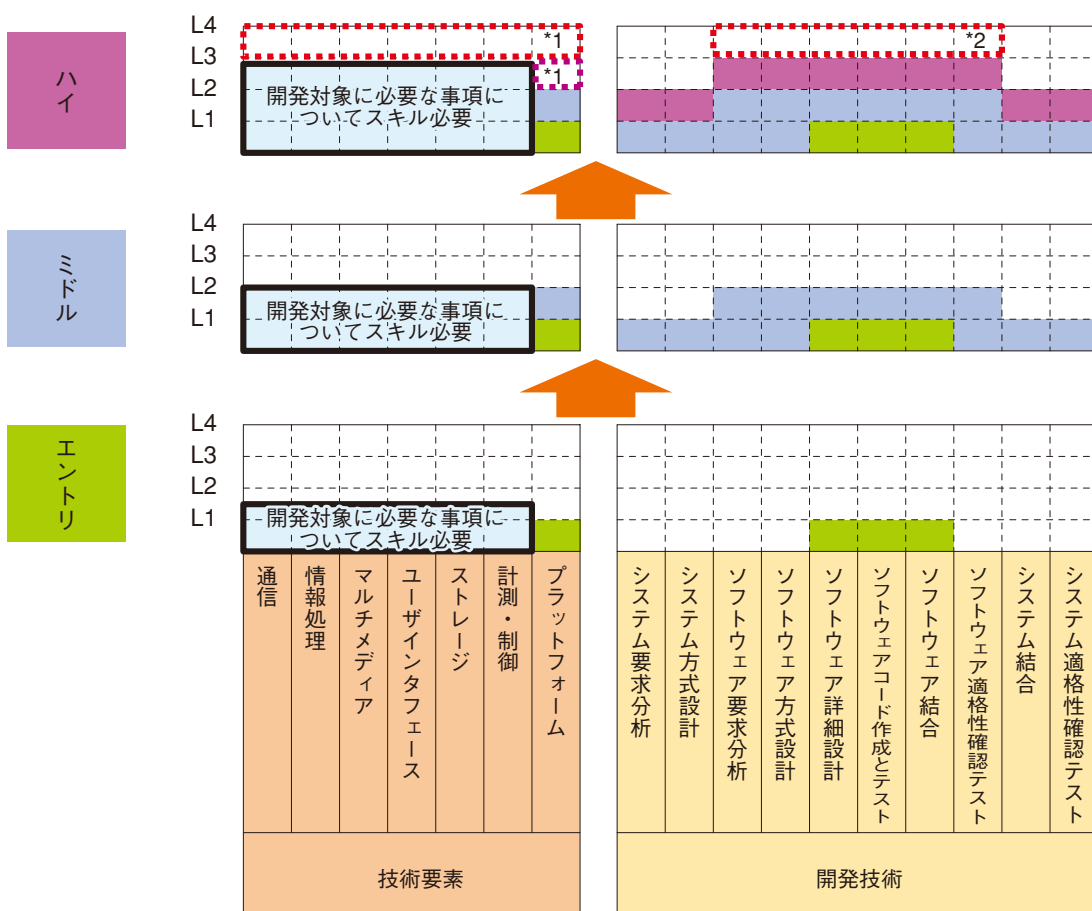 ハイ
L4
L3
L2
L1
*1
*1
開発対象に必要な事項に
ついてスキル必要
*2
ミドル
L4
L3
L2
L1
開発対象に必要な事項に
ついてスキル必要
エントリ
L4
L3
L2
L1
開発対象に必要な事項に
ついてスキル必要
通信
情報処理
マルチメディア
ユーザインタフェース
ストレージ
計測・制御
プラットフォーム
システム要求分析
システム方式設計
ソフトウェア要求分析
ソフトウェア方式設計
ソフトウェア詳細設計
ソフトウェアコード作成とテスト
ソフトウェア結合
ソフトウェア適格性確認テスト
システム結合
システム適格性確認テスト
技術要素
開発技術